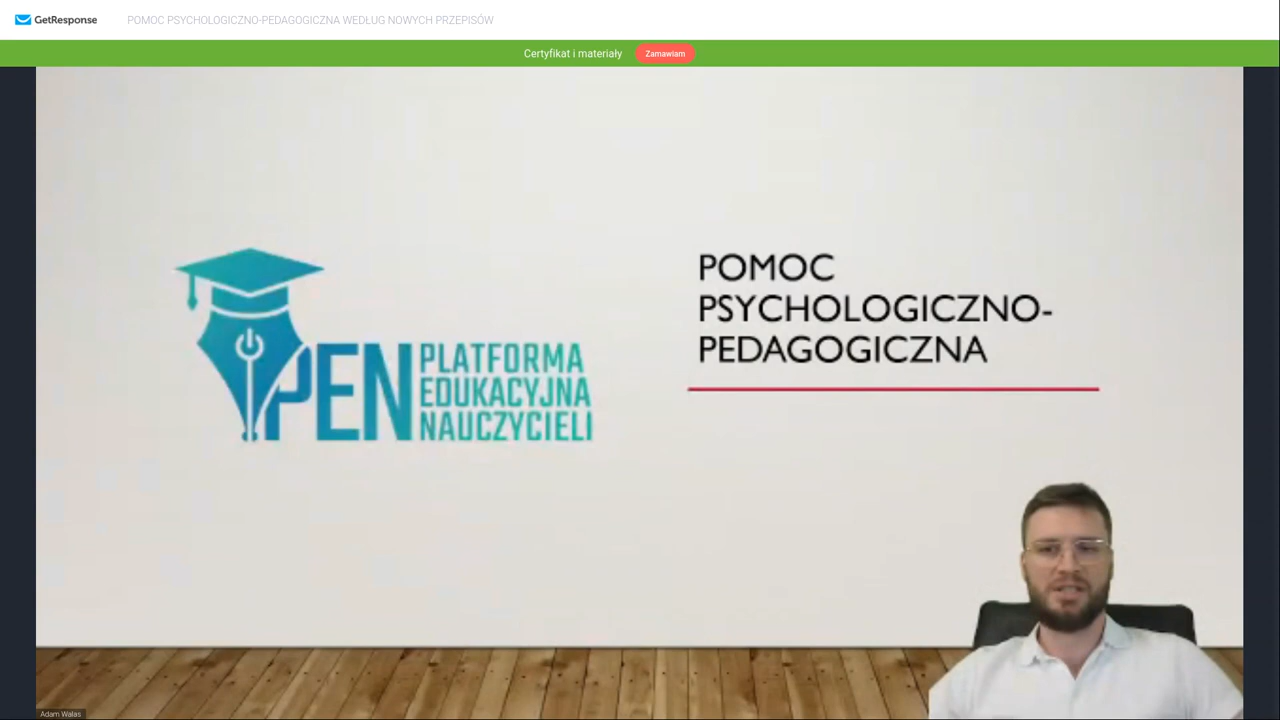 GetResponse
POMOC PSYCHOLOGICZNO-PEDAGOGICZNA WEDŁUG NOWYCH PRZEPISÓW
Certyfikat i materiały
Zamawiam
PEN
PLATFORMA
EDUKACYJNA
NAUCZYCIELI
POMOC
PSYCHOLOGICZNO-
PEDAGOGICZNA
Adam Walas